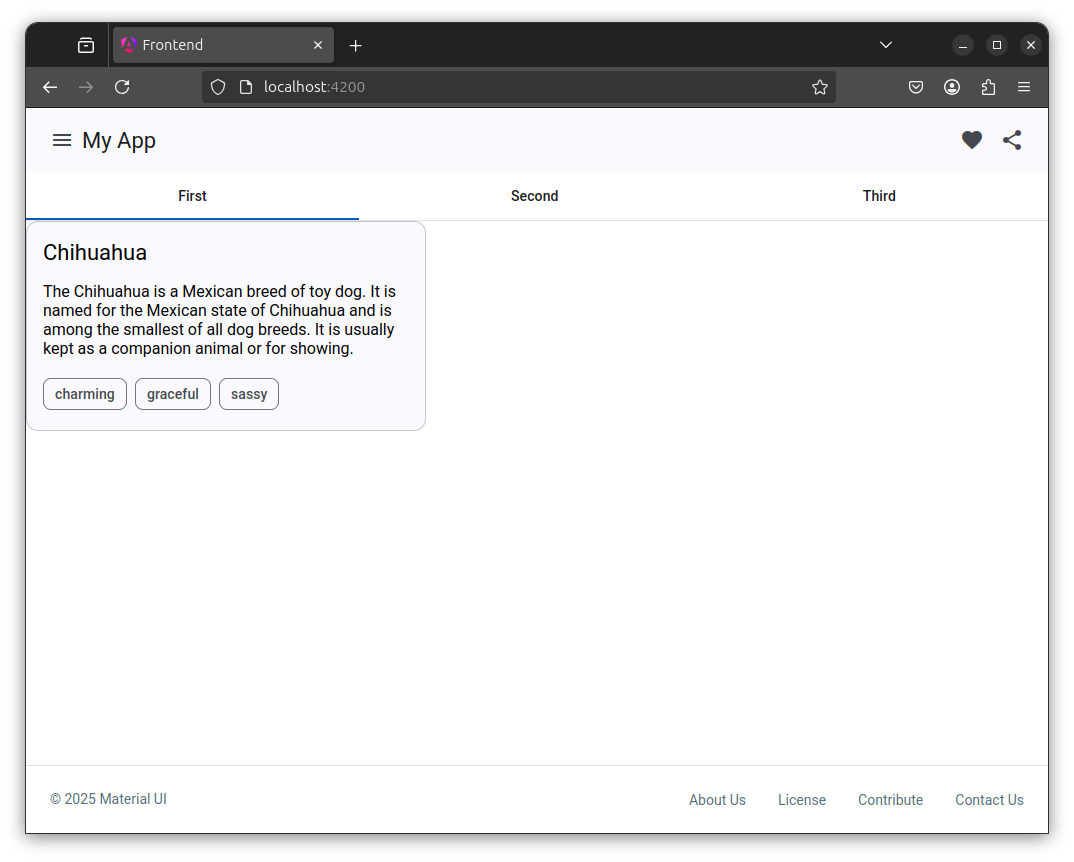 Frontend
localhost:4200
My App
First Second Third
Chihuahua
The Chihuahua is a Mexican breed of toy dog. It is
named for the Mexican state of Chihuahua and is
among the smallest of all dog breeds. It is usually
kept as a companion animal or for showing.
charming graceful sassy
© 2025 Material UI About Us License Contribute Contact Us